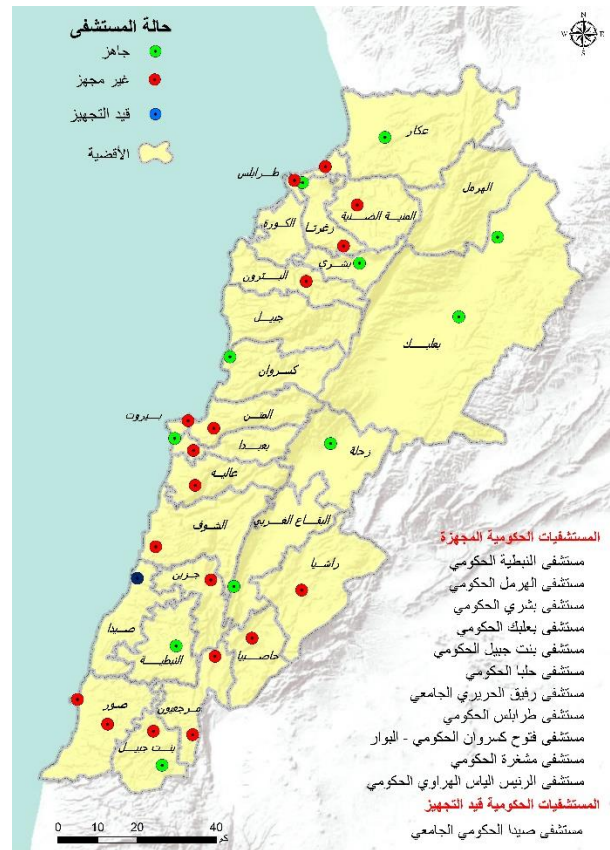 حالة المستشفى
جاهز
غير مجهز
قيد التجهيز
الأقضية
N
W E
S
عكار
طرابلس
الهرمل
المنية الضنية
زغرتا
الكورة
بشري
البترون
جبيل
بعلبك
كسروان
المتن
بيروت
بعبدا
زحلة
عاليه
الشوف
البقاع الغربي
راشيا
جزين
صيدا
حاصبيا
النبطية
صور
مرجعيون
بنت جبيل
المستشفيات الحكومية المجهزة
مستشفى النبطية الحكومي
مستشفى الهرمل الحكومي
مستشفى بشري الحكومي
مستشفى بعلبك الحكومي
مستشفى بنت جبيل الحكومي
مستشفى حلبا الحكومي
مستشفى رفيق الحريري الجامعي
مستشفى طرابلس الحكومي
مستشفى فتوح كسروان الحكومي - البوار
مستشفى مشغرة الحكومي
مستشفى الرئيس الياس الهراوي الحكومي
المستشفيات الحكومية قيد التجهيز
مستشفى صيدا الحكومي الجامعي
0 10 20 40
كم